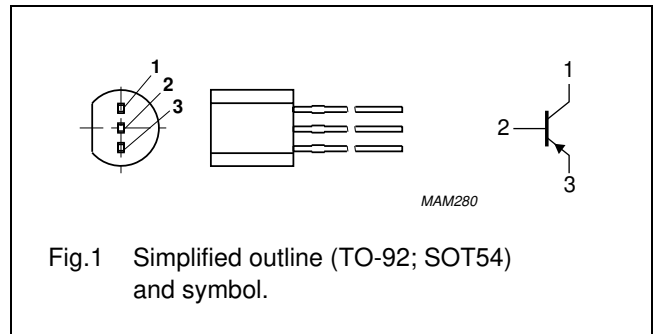 1
2
3
1
2
3
MAM280
Fig.1 Simplified outline (TO-92; SOT54)
and symbol.